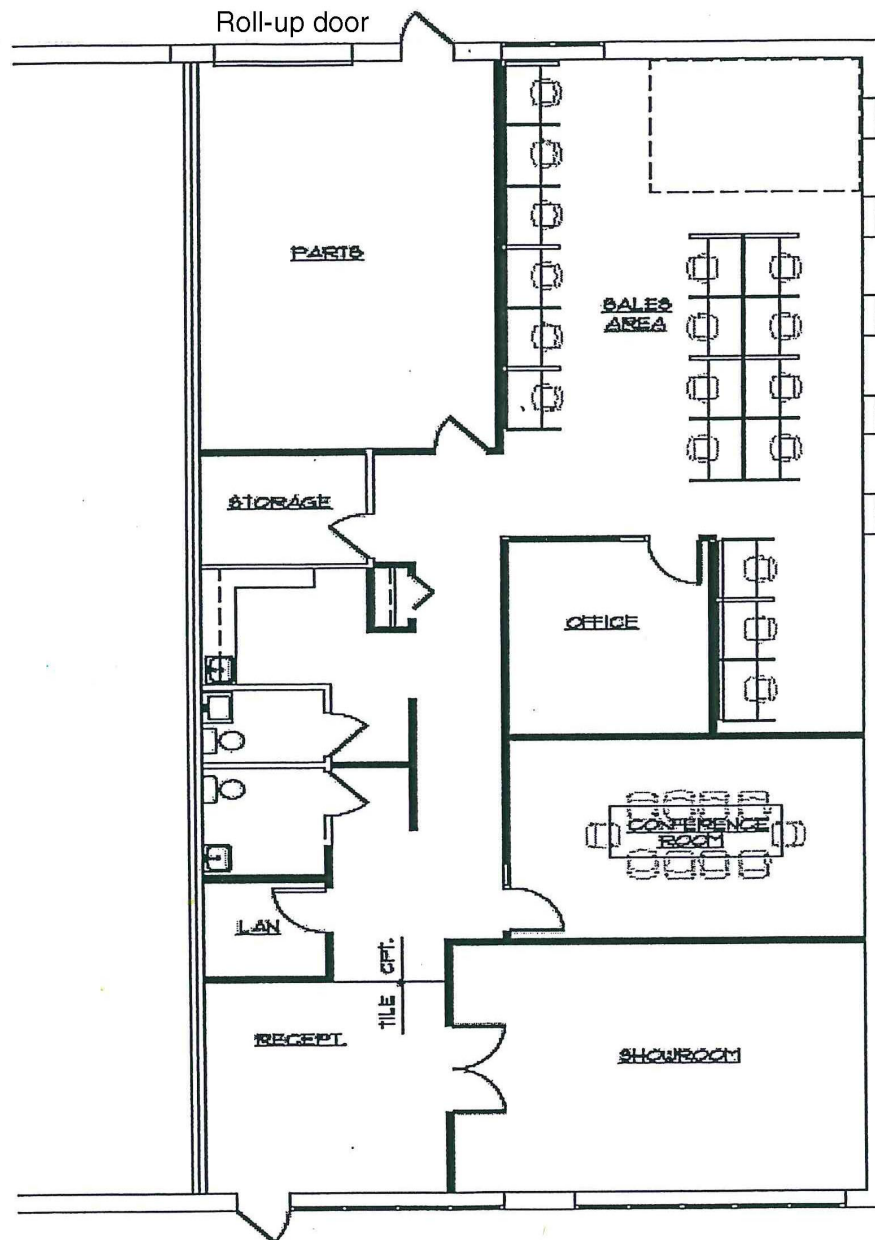 Roll-up door
PARTS
SALES
AREA
STORAGE
OFFICE
CONFERENCE
ROOM
LAN
TILE CPT.
RECEPT.
SHOWROOM